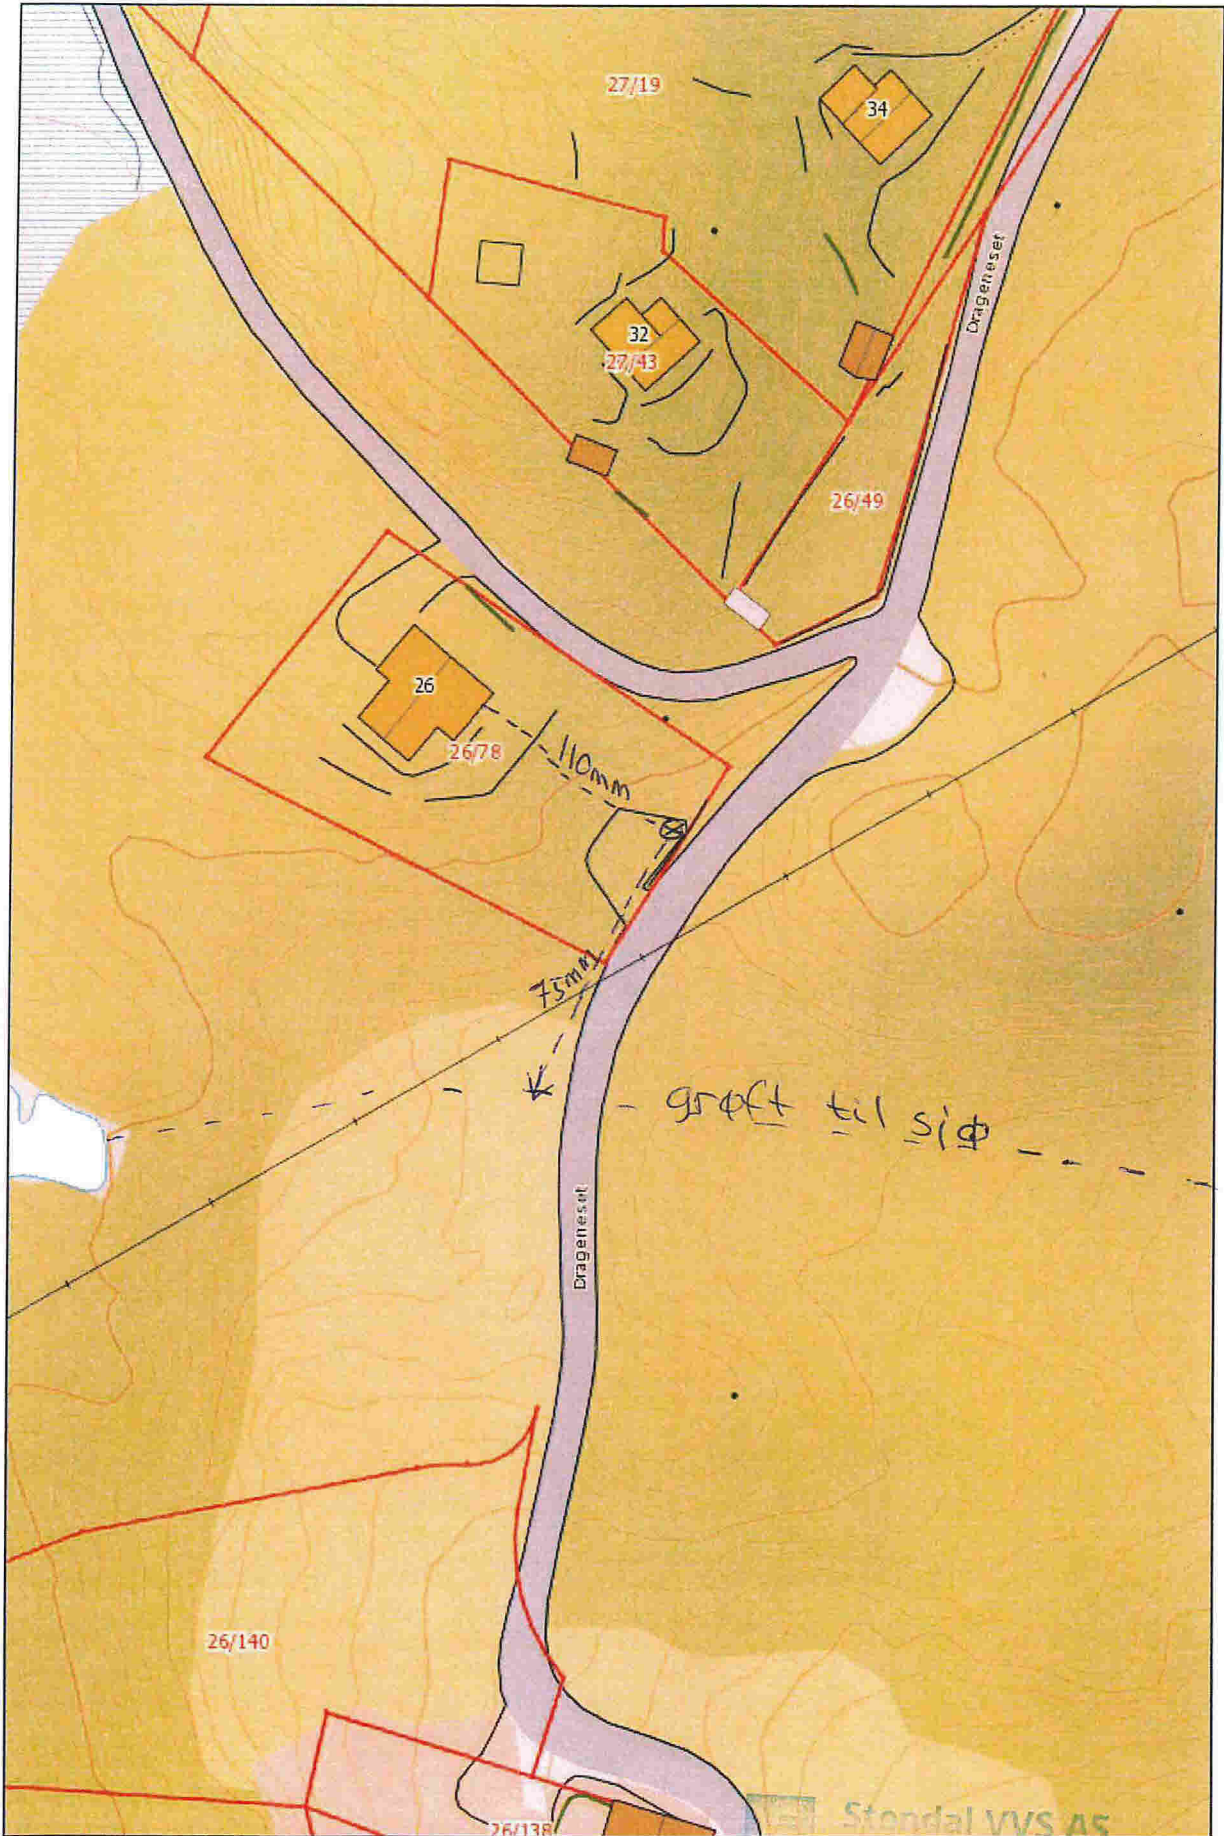 27/19
34
Drageneset
32
27/43
26/49
26
26/78
110mm
75mm
grøft til sjø
Drageneset
26/140
26/138
Stondal VVS AS